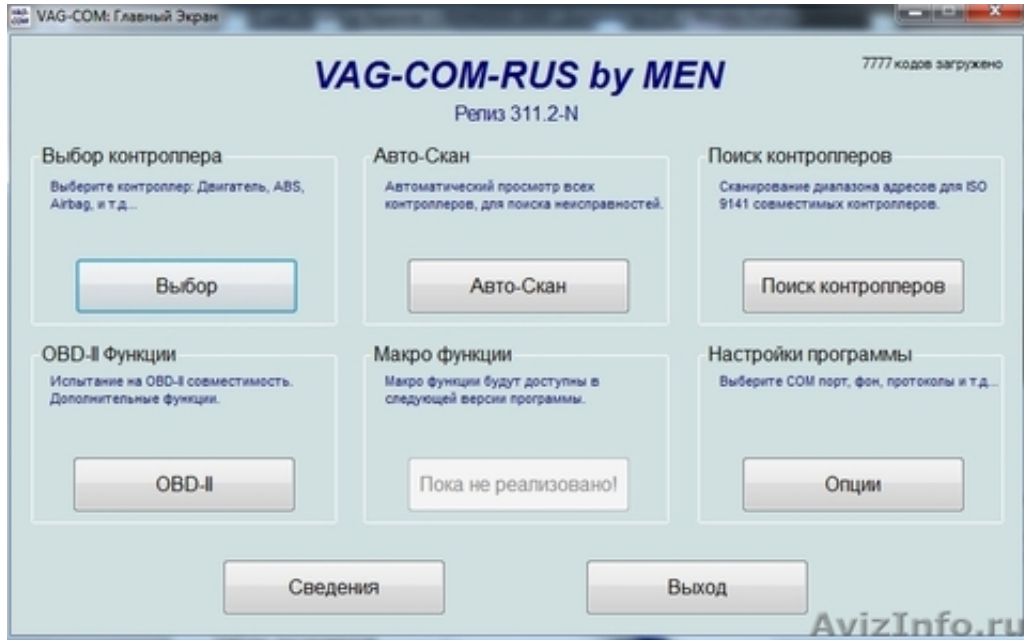 VAG-COM: Главный Экран
VAG-COM-RUS by MEN
7777 кодов загружено
Релиз 311.2-N
Выбор контроллера
Выберите контроллер: Двигатель, ABS,
Airbag, и т.д...
Выбор
Авто-Скан
Автоматический просмотр всех
контроллеров, для поиска неисправностей.
Авто-Скан
Поиск контроллеров
Сканирование диапазона адресов для ISO
9141 совместимых контроллеров.
Поиск контроллеров
OBD-II Функции
Испытание на OBD-II совместимость.
Дополнительные функции.
OBD-II
Макро функции
Макро функции будут доступны в
следующей версии программы.
Пока не реализовано!
Настройки программы
Выберите COM порт, фон, протоколы и т.д...
Опции
Сведения
Выход
AvizInfo.ru